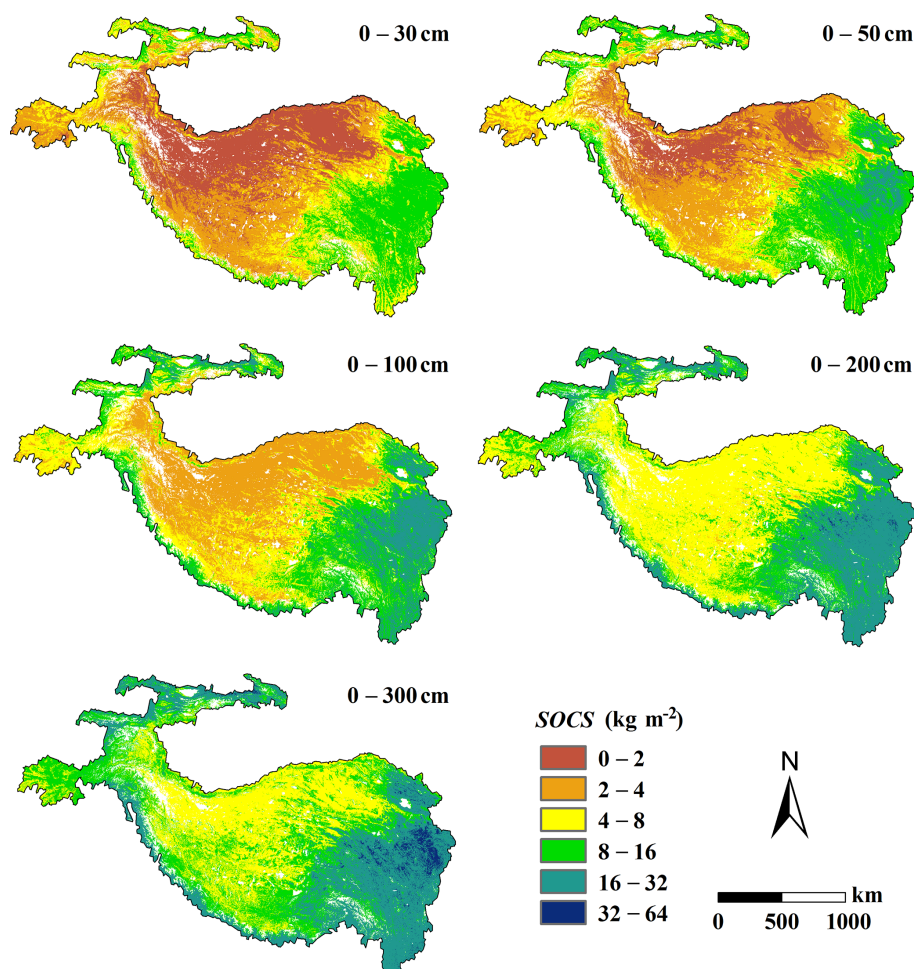 0 – 30 cm
0 – 50 cm
0 – 100 cm
0 – 200 cm
0 – 300 cm
SOCS (kg m⁻²)
0 – 2
2 – 4
4 – 8
8 – 16
16 – 32
32 – 64
N
km
0 500 1000